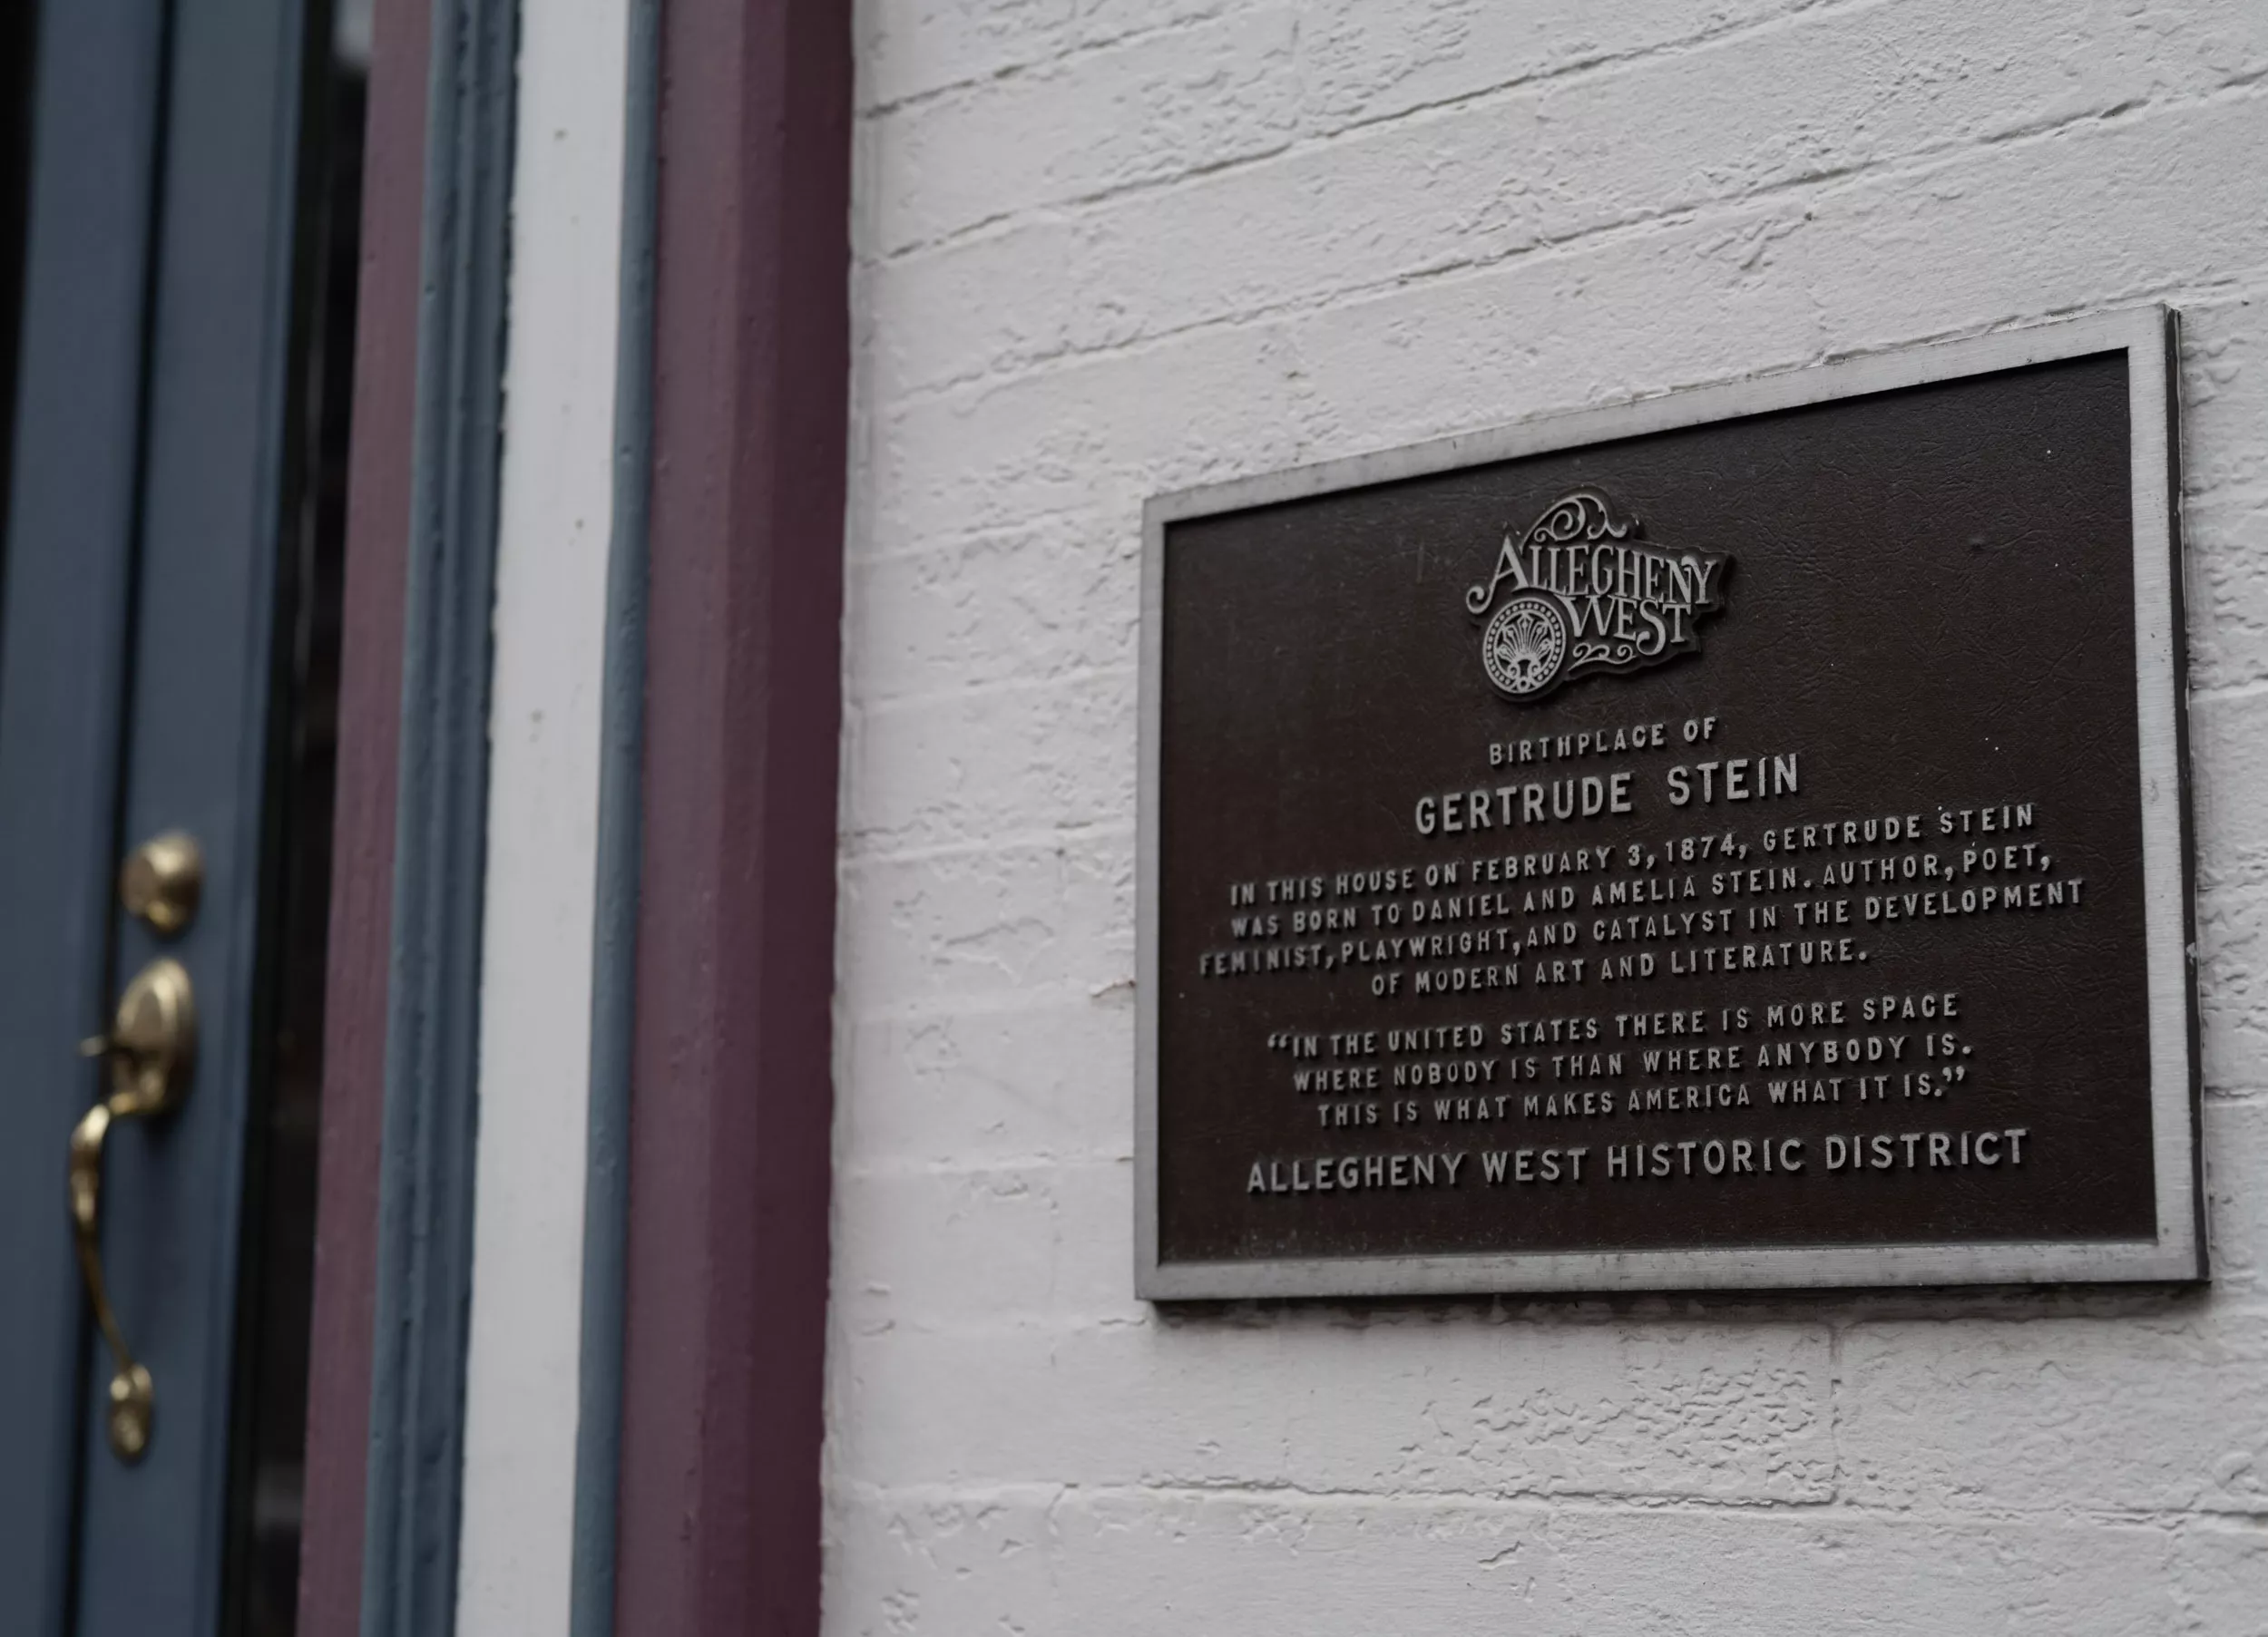 ALLEGHENY
WEST
BIRTHPLACE OF
GERTRUDE STEIN
IN THIS HOUSE ON FEBRUARY 3, 1874, GERTRUDE STEIN
WAS BORN TO DANIEL AND AMELIA STEIN. AUTHOR, POET,
FEMINIST, PLAYWRIGHT, AND CATALYST IN THE DEVELOPMENT
OF MODERN ART AND LITERATURE.
“IN THE UNITED STATES THERE IS MORE SPACE
WHERE NOBODY IS THAN WHERE ANYBODY IS.
THIS IS WHAT MAKES AMERICA WHAT IT IS.”
ALLEGHENY WEST HISTORIC DISTRICT